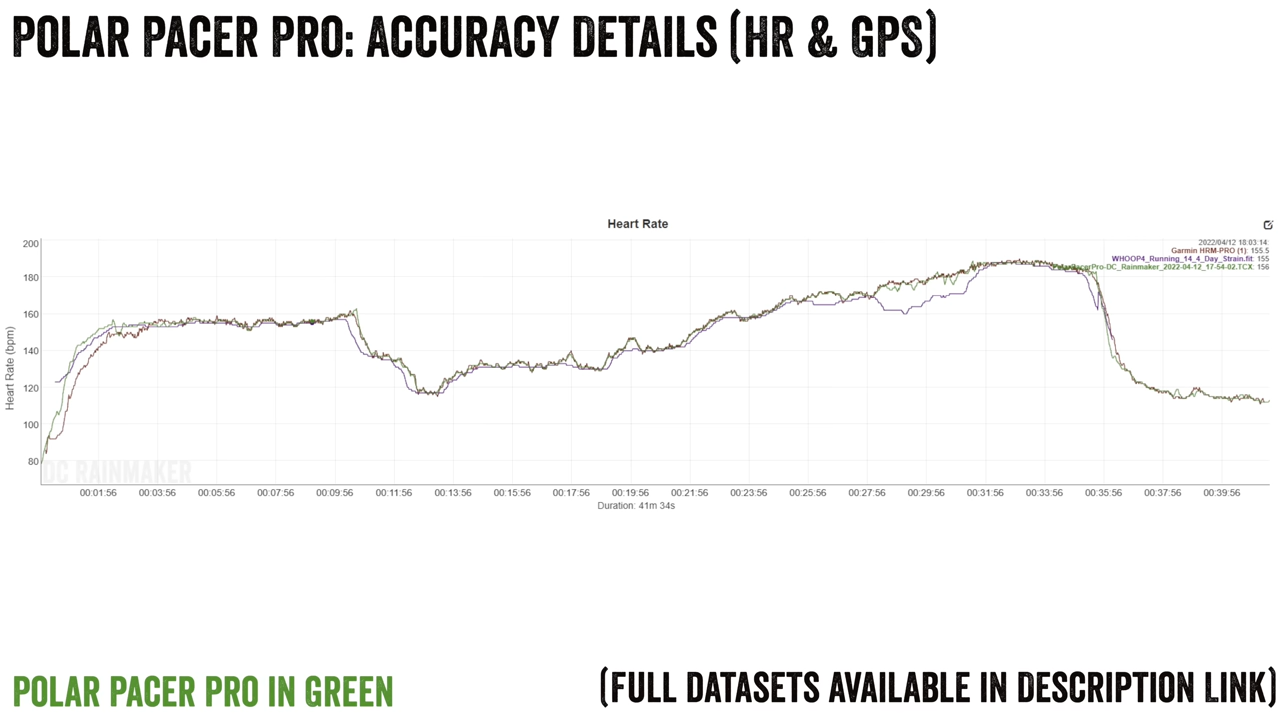 POLAR PACER PRO: ACCURACY DETAILS (HR & GPS)
Heart Rate
2022/04/12 18:03:14:
Garmin HRM-PRO (1): 155.5
WHOOP4_Running_14_4_Day_Strain.fit: 155
PacerPro-DC_Rainmaker_2022-04-12_17-54-02.TCX: 156
Heart Rate (bpm)
200
180
160
140
120
100
80
DC RAINMAKER
00:01:56 00:03:56 00:05:56 00:07:56 00:09:56 00:11:56 00:13:56 00:15:56 00:17:56 00:19:56 00:21:56 00:23:56 00:25:56 00:27:56 00:29:56 00:31:56 00:33:56 00:35:56 00:37:56 00:39:56
Duration: 41m 34s
POLAR PACER PRO IN GREEN
(FULL DATASETS AVAILABLE IN DESCRIPTION LINK)